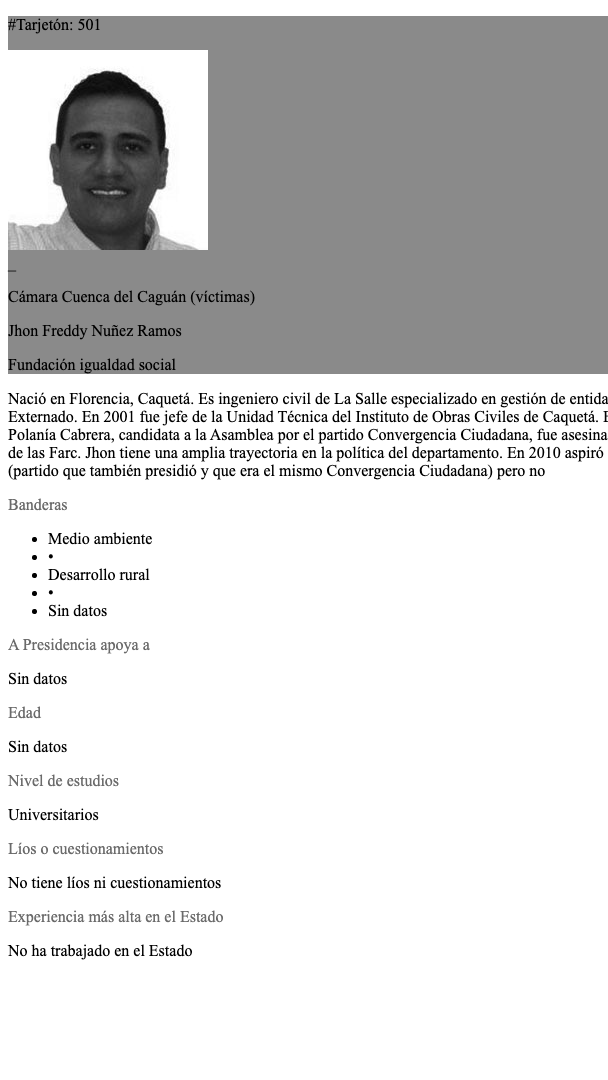 #Tarjetón: 501
_
Cámara Cuenca del Caguán (víctimas)
Jhon Freddy Nuñez Ramos
Fundación igualdad social
Nació en Florencia, Caquetá. Es ingeniero civil de La Salle especializado en gestión de entida
Externado. En 2001 fue jefe de la Unidad Técnica del Instituto de Obras Civiles de Caquetá.
Polanía Cabrera, candidata a la Asamblea por el partido Convergencia Ciudadana, fue asesina
de las Farc. Jhon tiene una amplia trayectoria en la política del departamento. En 2010 aspiró
(partido que también presidió y que era el mismo Convergencia Ciudadana) pero no
Banderas
• Medio ambiente
• •
• Desarrollo rural
• •
• Sin datos
A Presidencia apoya a
Sin datos
Edad
Sin datos
Nivel de estudios
Universitarios
Líos o cuestionamientos
No tiene líos ni cuestionamientos
Experiencia más alta en el Estado
No ha trabajado en el Estado